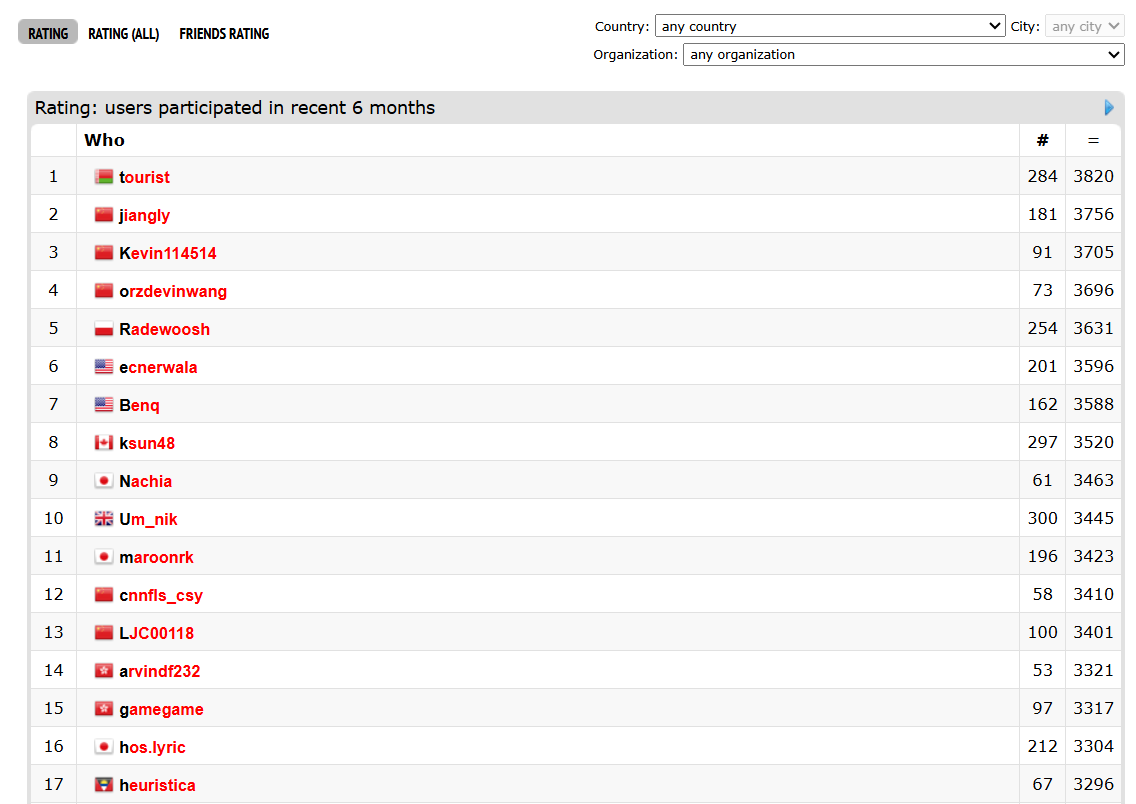 RATING RATING (ALL) FRIENDS RATING
Country: any country City: any city
Organization: any organization
Rating: users participated in recent 6 months
Who # =
1 tourist 284 3820
2 jiangly 181 3756
3 Kevin114514 91 3705
4 orzdevinwang 73 3696
5 Radewoosh 254 3631
6 ecnerwala 201 3596
7 Benq 162 3588
8 ksun48 297 3520
9 Nachia 61 3463
10 Um_nik 300 3445
11 maroonrk 196 3423
12 cnnfls_csy 58 3410
13 LJC00118 100 3401
14 arvindf232 53 3321
15 gamegame 97 3317
16 hos.lyric 212 3304
17 heuristica 67 3296